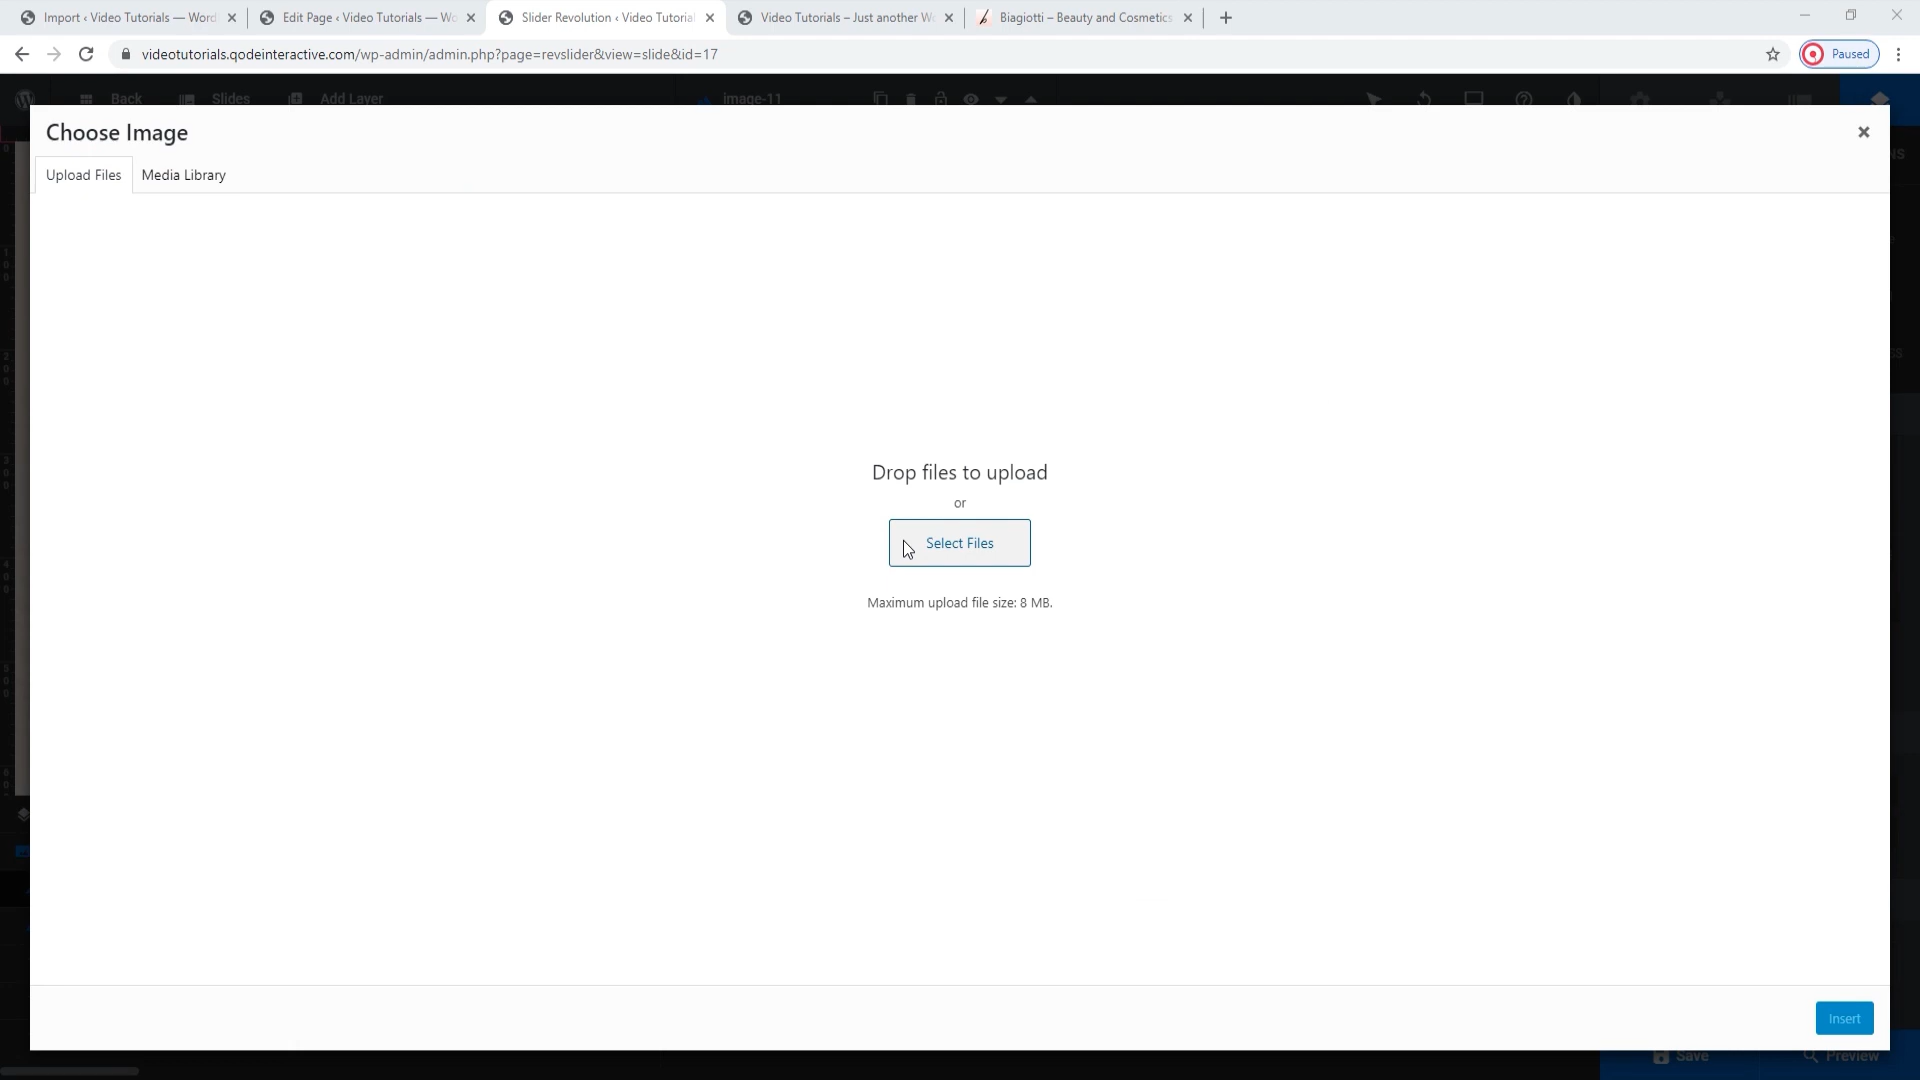 Import ‹ Video Tutorials — Word
Edit Page ‹ Video Tutorials — Wo
Slider Revolution ‹ Video Tutorial
Video Tutorials – Just another Wo
Biagiotti – Beauty and Cosmetics
videotutorials.qodeinteractive.com/wp-admin/admin.php?page=revslider&view=slide&id=17
Paused
Back
Slides
Add Layer
image-11
Choose Image
Upload Files
Media Library
Drop files to upload
or
Select Files
Maximum upload file size: 8 MB.
Insert
Save
Preview